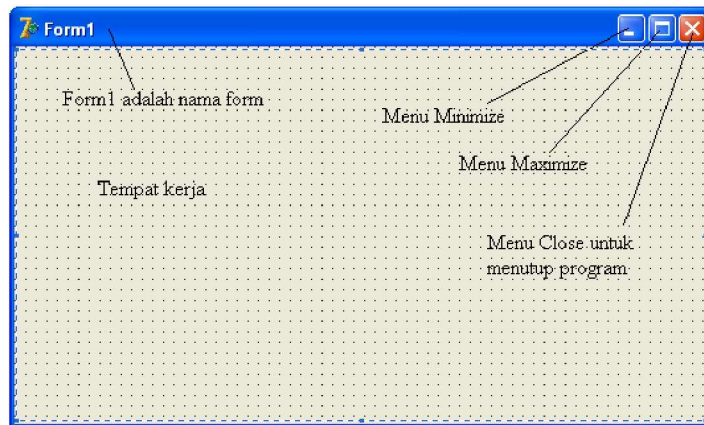 Form1
Form1 adalah nama form
Menu Minimize
Menu Maximize
Tempat kerja
Menu Close untuk
menutup program